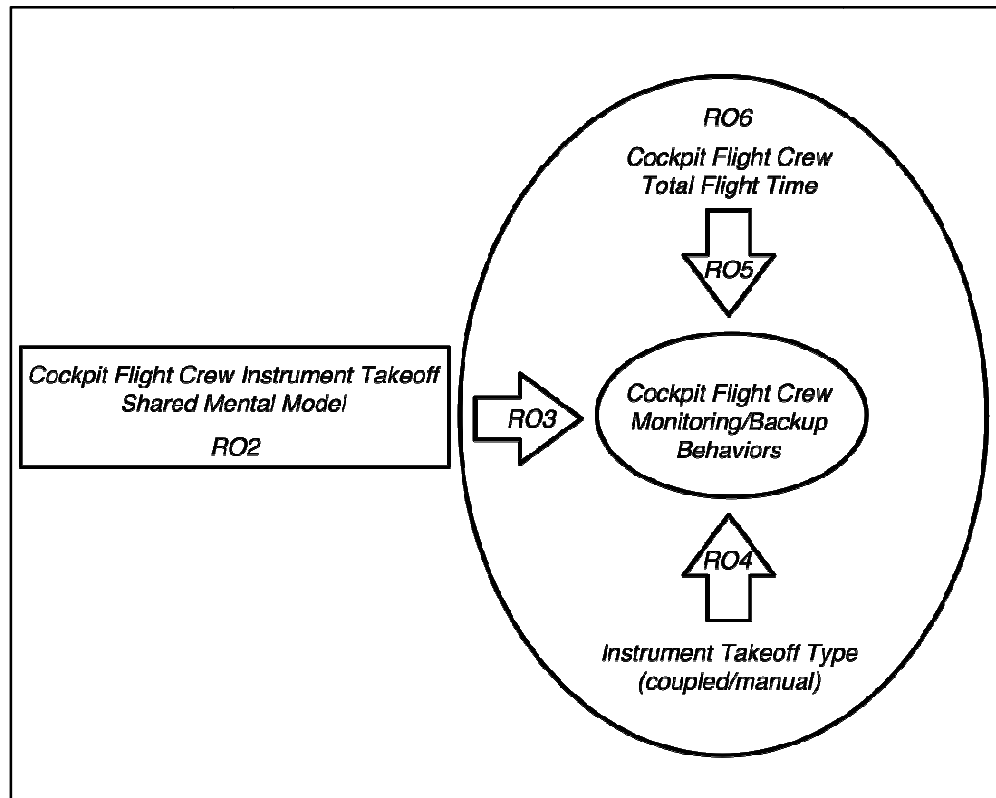 RO6
Cockpit Flight Crew
Total Flight Time
RO5
Cockpit Flight Crew Instrument Takeoff
Shared Mental Model
RO2
RO3
Cockpit Flight Crew
Monitoring/Backup
Behaviors
RO4
Instrument Takeoff Type
(coupled/manual)